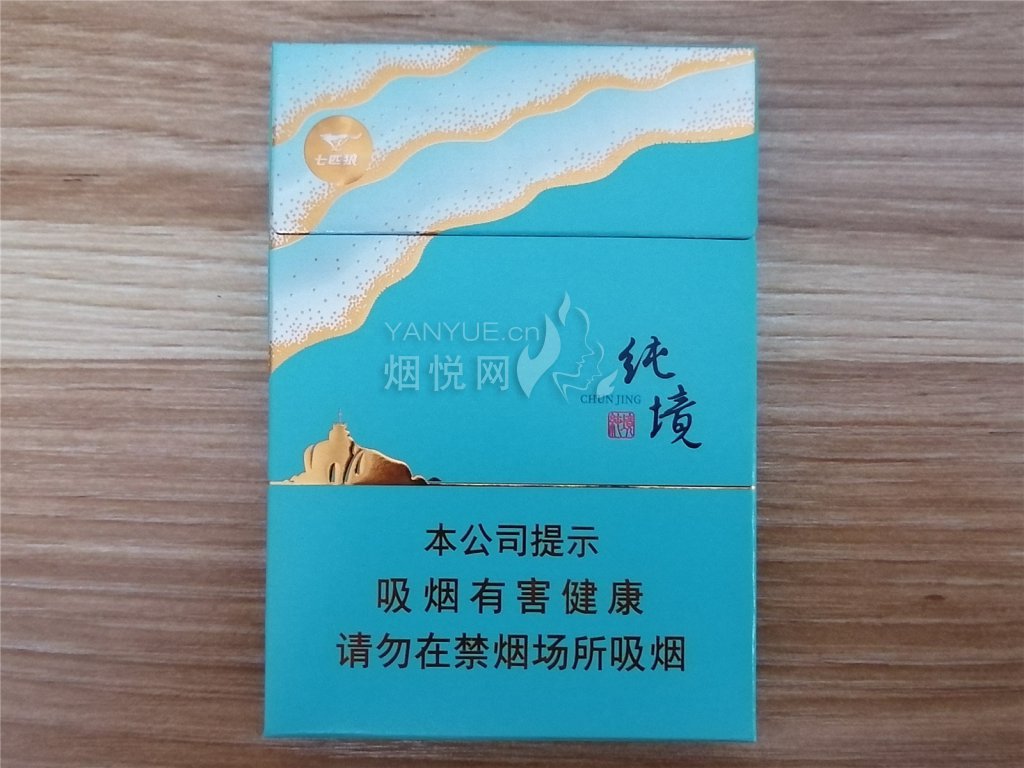 七匹狼
YANYUE.cn
烟悦网
纯境
CHUN JING
本公司提示
吸烟有害健康
请勿在禁烟场所吸烟